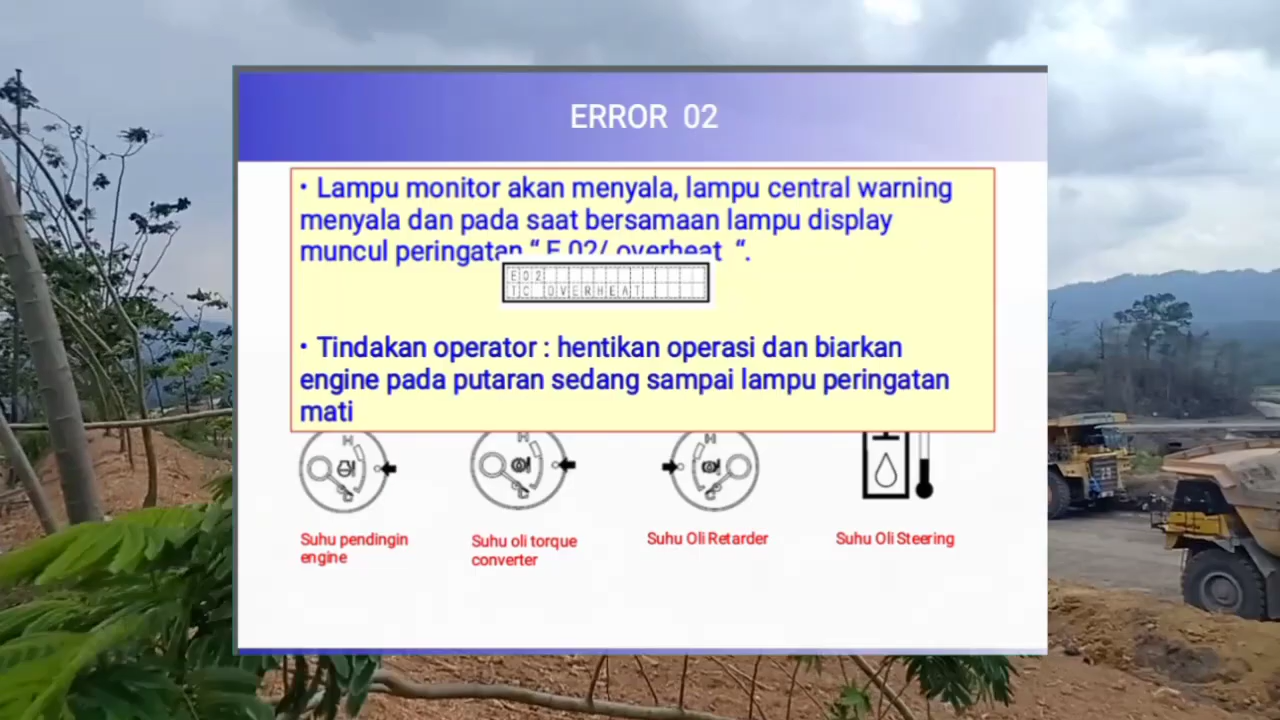 ERROR 02
• Lampu monitor akan menyala, lampu central warning
menyala dan pada saat bersamaan lampu display
muncul peringatan “ E 02/ overheat “.
E02
TC OVERHEAT
• Tindakan operator : hentikan operasi dan biarkan
engine pada putaran sedang sampai lampu peringatan
mati
H
H
H
C
C
C
Suhu pendingin
engine
Suhu oli torque
converter
Suhu Oli Retarder
Suhu Oli Steering